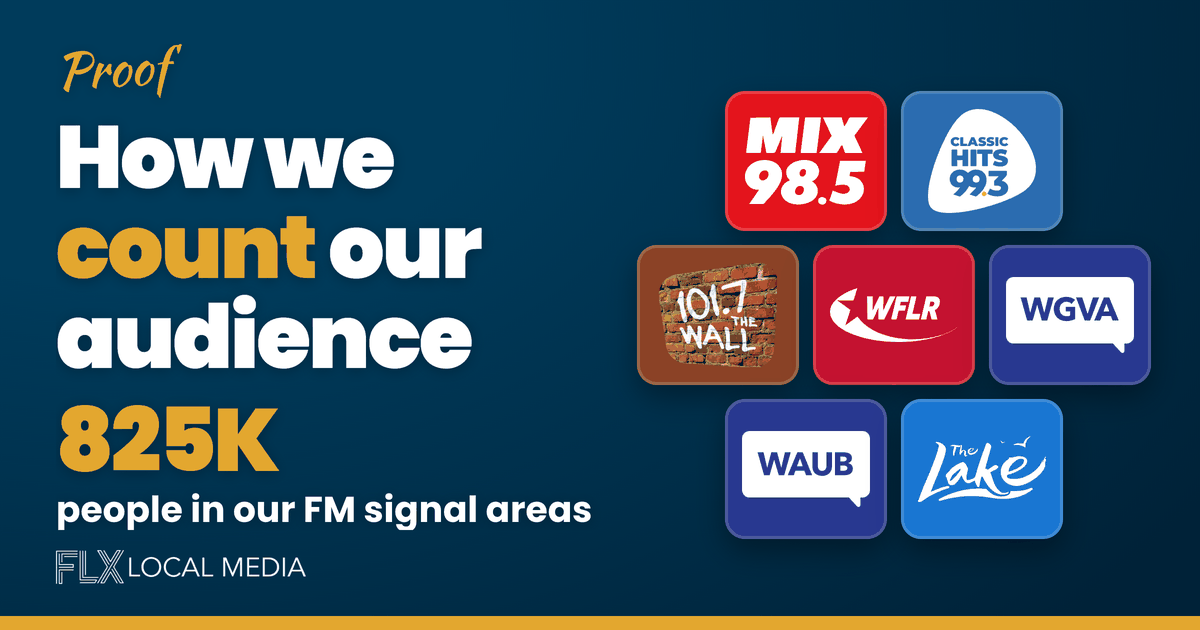 Proof
How we
count our
audience
825K
people in our FM signal areas
FLX LOCAL MEDIA
MIX
98.5
CLASSIC
HITS
99.3
101.7
THE
WALL
WFLR
WGVA
WAUB
The
Lake